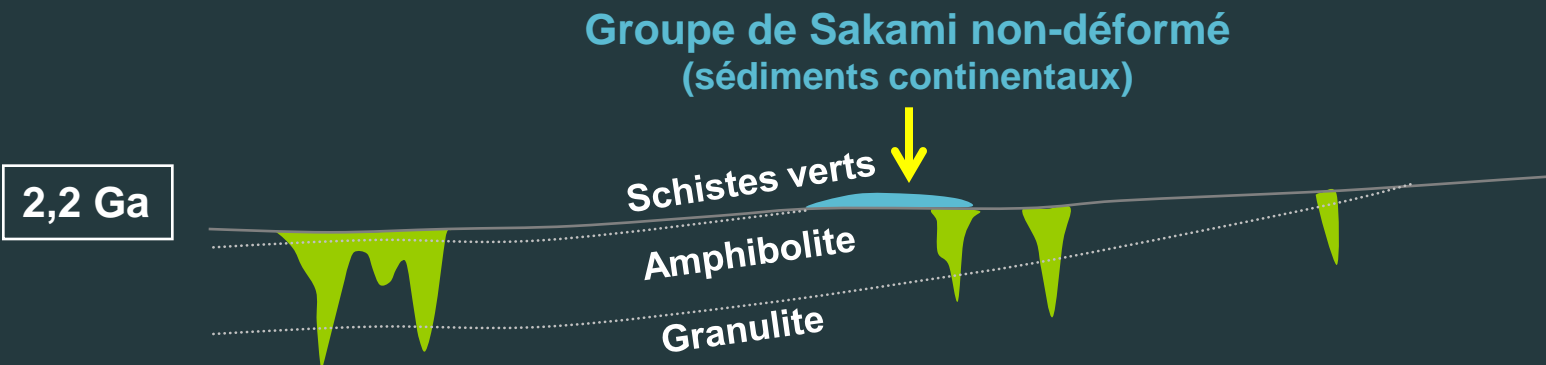 Groupe de Sakami non-déformé
(sédiments continentaux)
Schistes verts
2,2 Ga
Amphibolite
Granulite